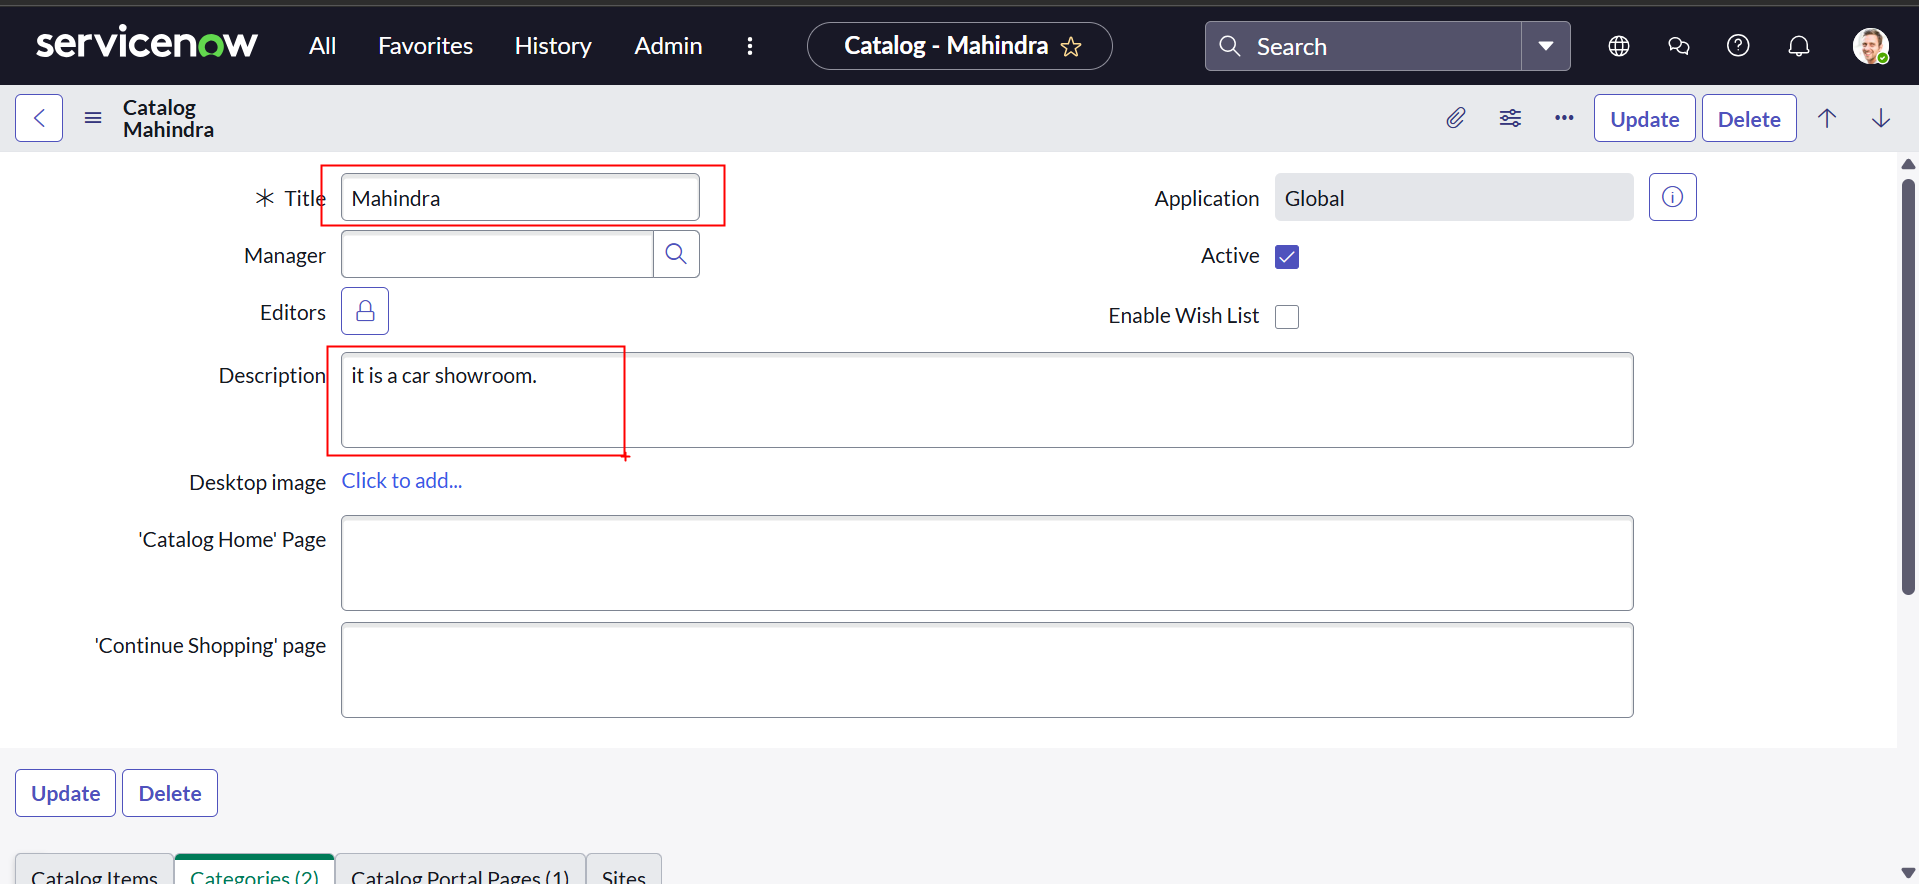 servicenow All Favorites History Admin Catalog - Mahindra Search
Catalog
Mahindra
Update Delete
Title Mahindra
Application Global
Manager
Active
Editors
Enable Wish List
Description it is a car showroom.
Desktop image Click to add...
'Catalog Home' Page
'Continue Shopping' page
Update Delete
Catalog Items Categories (2) Catalog Portal Pages (1) Sites